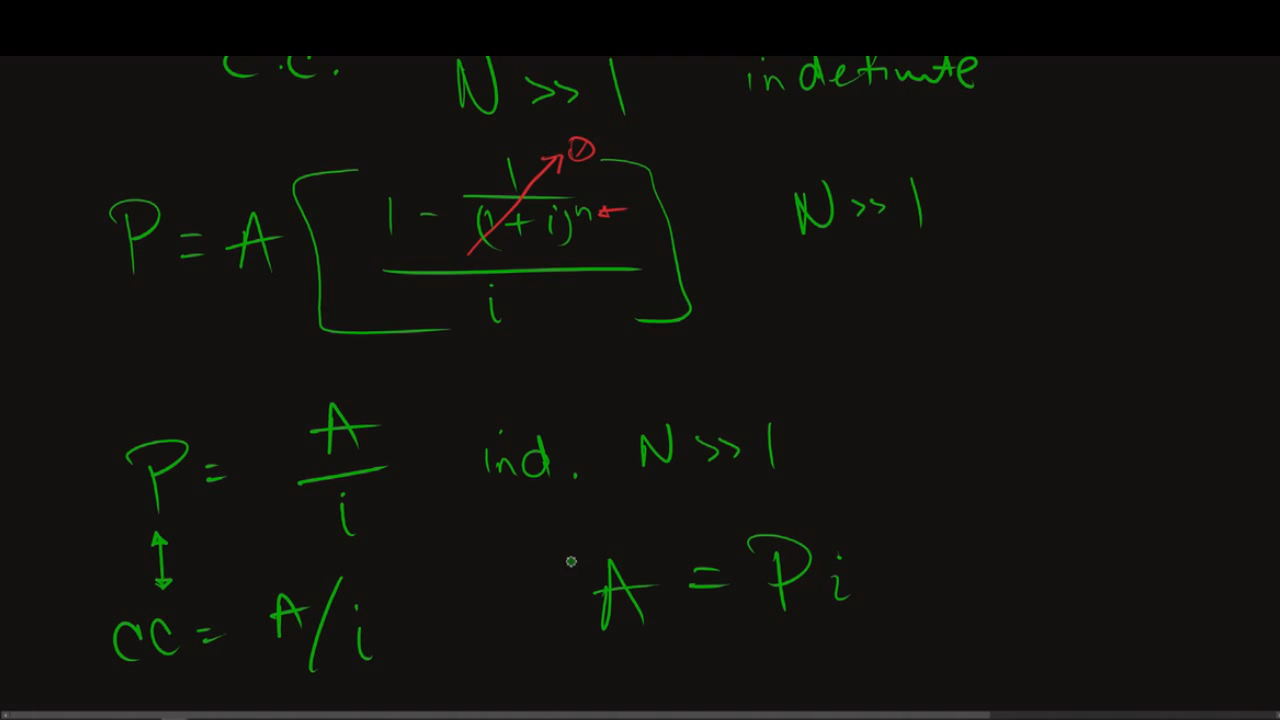 C.C. N >> 1 indefinite
P = A [ (1 - 1/(1+i)^n) / i ] N >> 1
0
P = A/i ind. N >> 1
A = Pi
CC = A/i